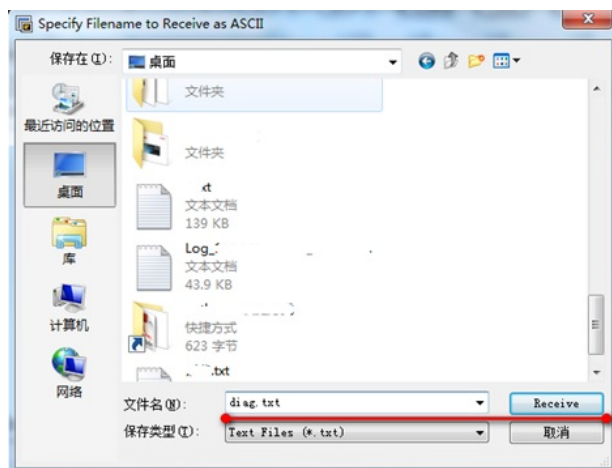 Specify Filename to Receive as ASCII
保存在(I):
桌面
文件夹
最近访问的位置
文件夹
桌面
文本文档
139 KB
库
Log_
文本文档
43.9 KB
计算机
快捷方式
623 字节
网络
.txt
文件名(N):
diag.txt
Receive
保存类型(T):
Text Files (*.txt)
取消